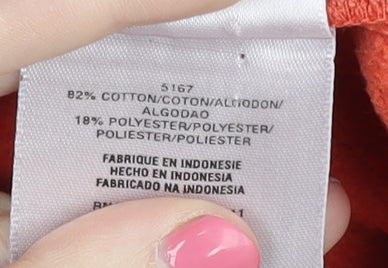 5167
82% COTTON/COTON/ALGODON/
ALGODAO
18% POLYESTER/POLYESTER/
POLIESTER/POLIESTER
FABRIQUE EN INDONESIE
HECHO EN INDONESIA
FABRICADO NA INDONESIA